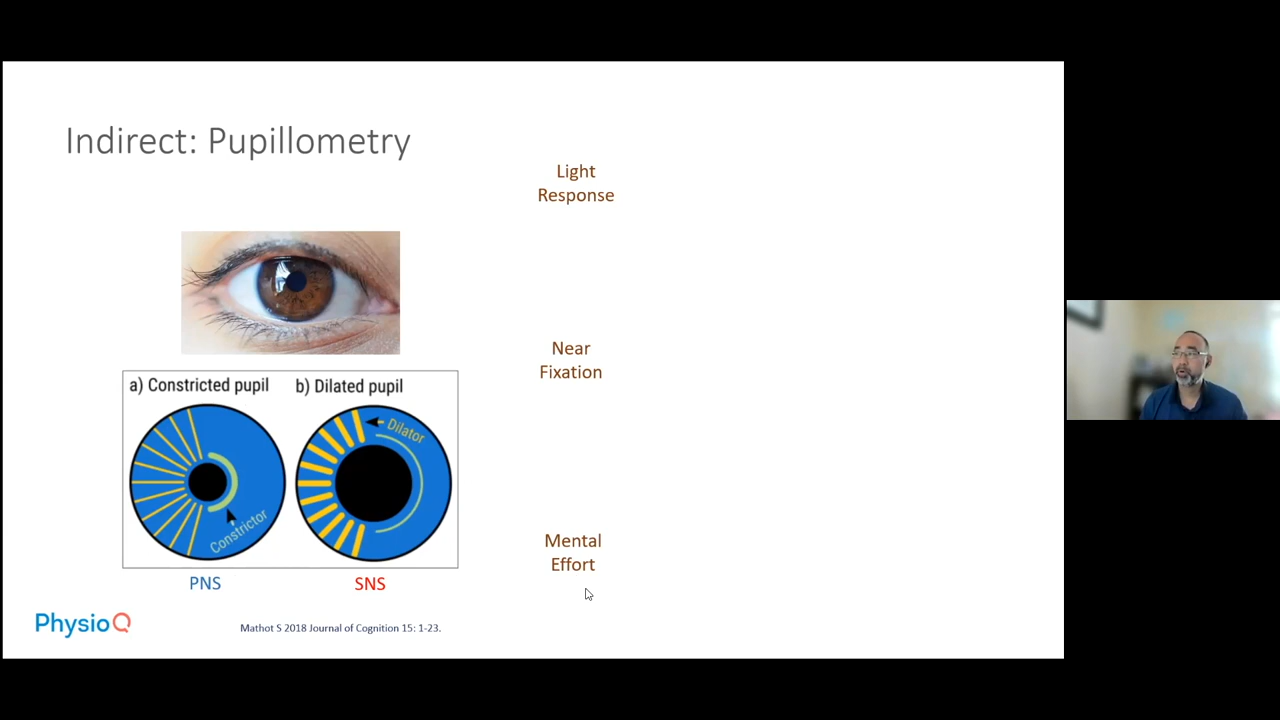 Indirect: Pupillometry
Light
Response
Near
Fixation
Mental
Effort
a) Constricted pupil
b) Dilated pupil
Constrictor
Dilator
PNS
SNS
PhysioQ
Mathot S 2018 Journal of Cognition 15: 1-23.